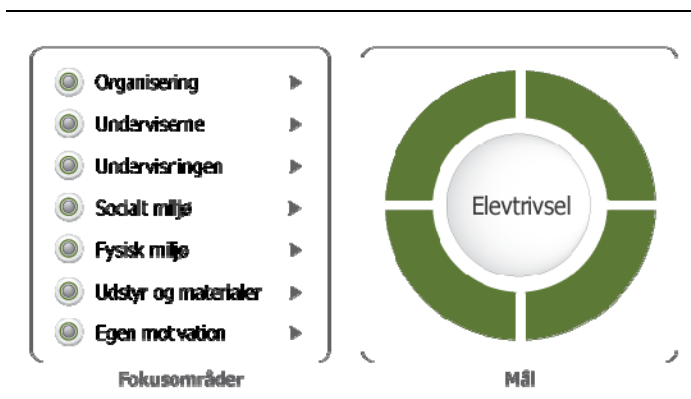 Organisering
Underviserne
Undervisningen
Socialt miljø
Fysisk miljø
Udstyr og materialer
Egen motivation
Fokusområder
Elevtrivsel
Mål